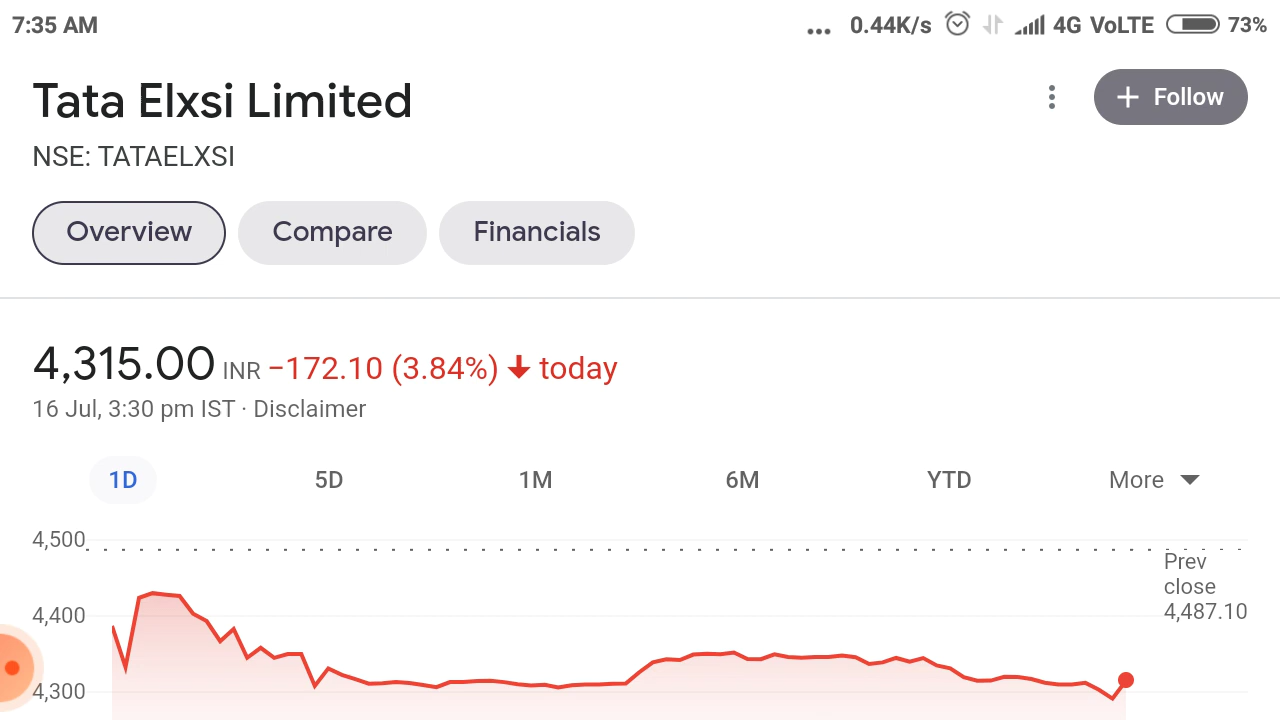 7:35 AM ... 0.44K/s 4G VoLTE 73%
Tata Elxsi Limited
+ Follow
NSE: TATAELXSI
Overview Compare Financials
4,315.00 INR −172.10 (3.84%) ↓ today
16 Jul, 3:30 pm IST · Disclaimer
1D 5D 1M 6M YTD More
4,500
Prev
close
4,487.10
4,400
4,300